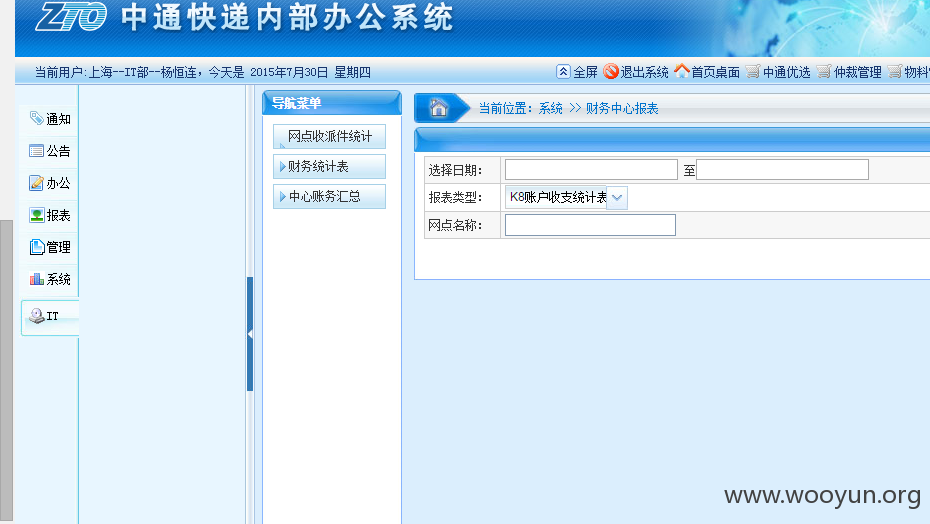 ZTO 中通快递内部办公系统
当前用户:上海--IT部--杨恒连，今天是 2015年7月30日 星期四
全屏 退出系统 首页桌面 中通优选 仲裁管理 物料
通知
公告
办公
报表
管理
系统
IT
导航菜单
网点收派件统计
财务统计表
中心账务汇总
当前位置：系统 >> 财务中心报表
选择日期： 至
报表类型： K8账户收支统计表
网点名称：
www.wooyun.org